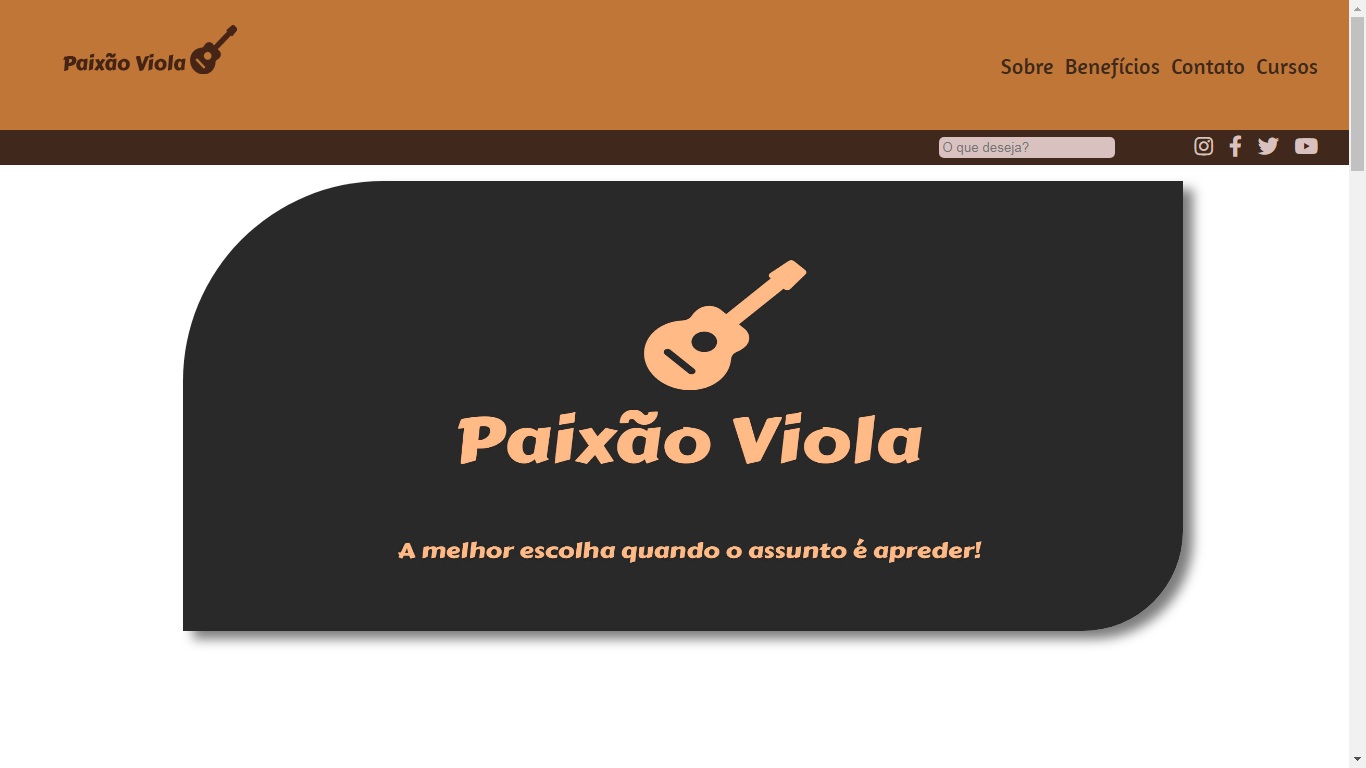 Paixão Viola
Sobre Benefícios Contato Cursos
O que deseja?
Paixão Viola
A melhor escolha quando o assunto é apreder!